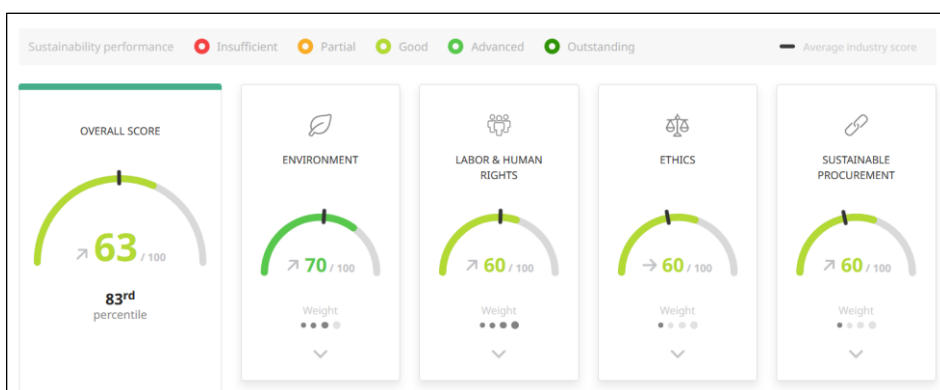 Sustainability performance Insufficient Partial Good Advanced Outstanding Average industry score
OVERALL SCORE
63 / 100
83rd
percentile
ENVIRONMENT
70 / 100
Weight
LABOR & HUMAN
RIGHTS
60 / 100
Weight
ETHICS
60 / 100
Weight
SUSTAINABLE
PROCUREMENT
60 / 100
Weight